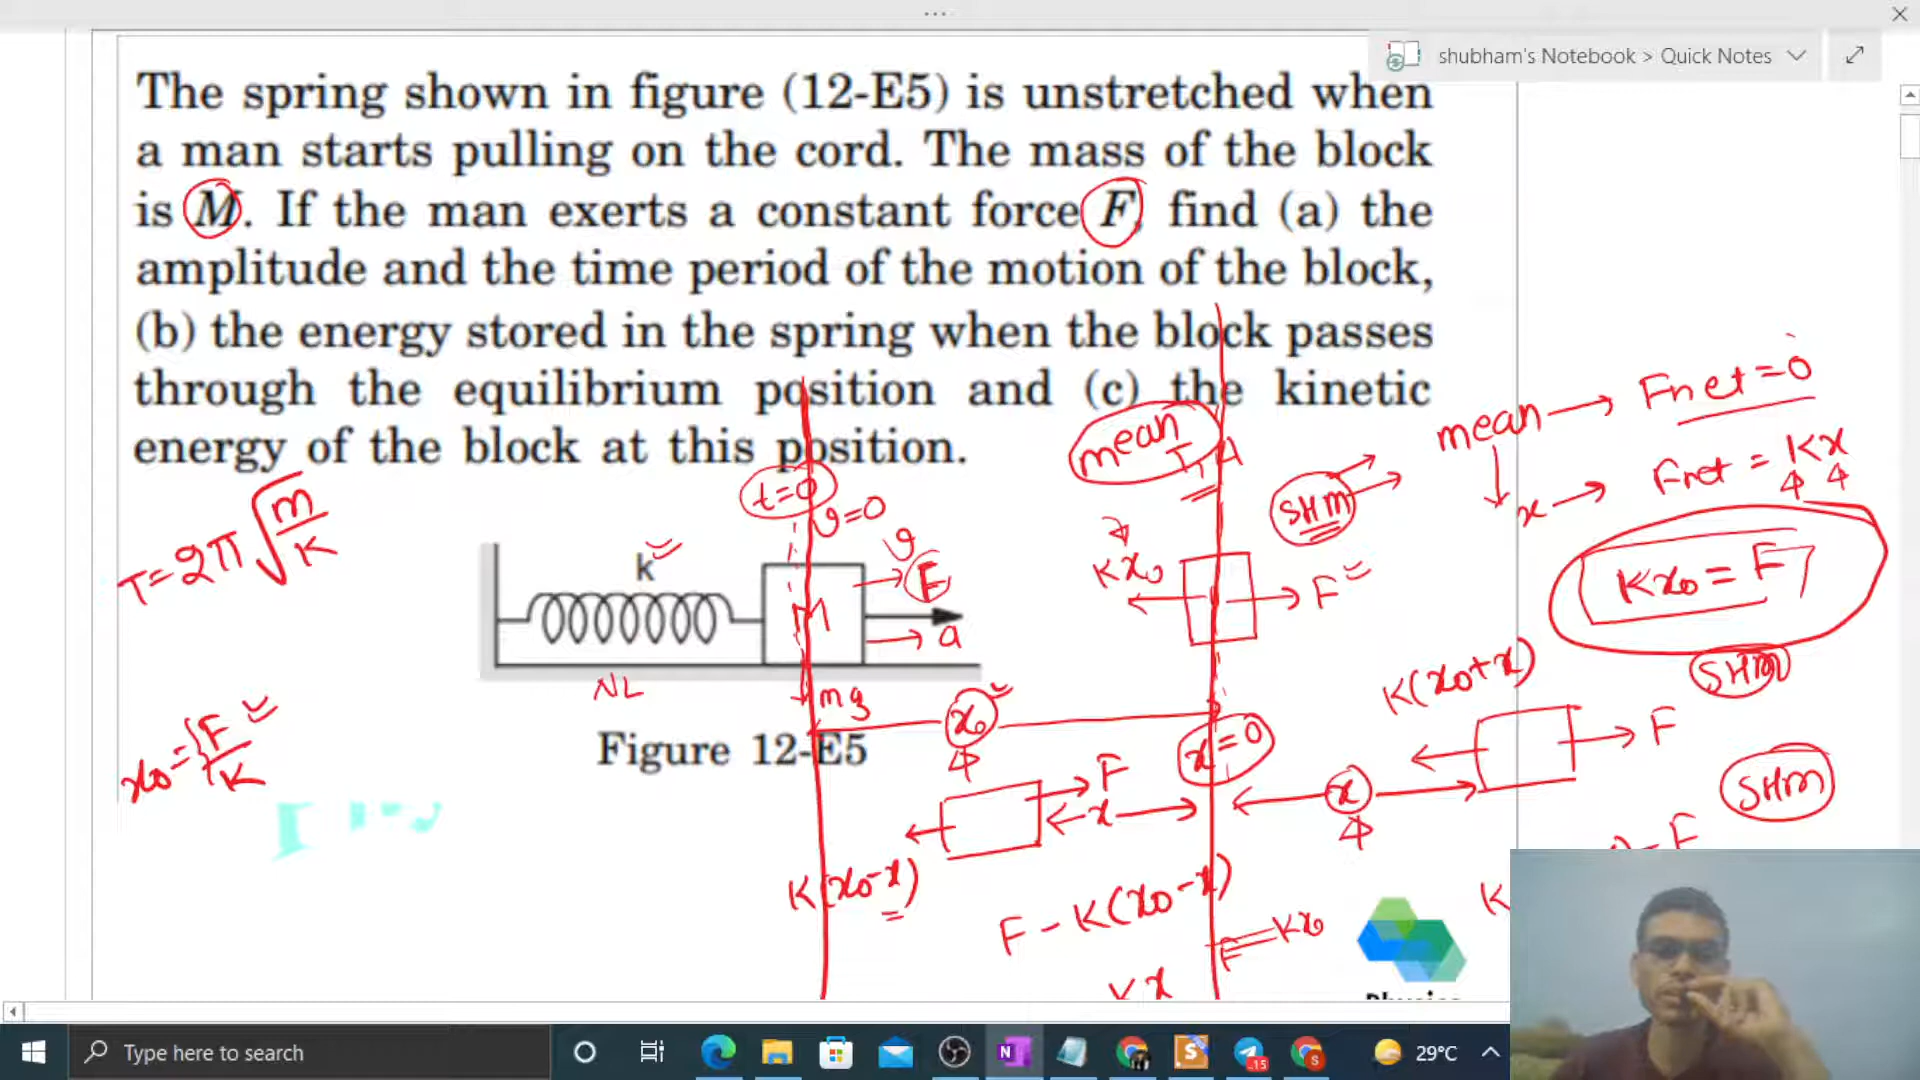 shubham's Notebook > Quick Notes
The spring shown in figure (12-E5) is unstretched when
a man starts pulling on the cord. The mass of the block
is M. If the man exerts a constant force F, find (a) the
amplitude and the time period of the motion of the block,
(b) the energy stored in the spring when the block passes
through the equilibrium position and (c) the kinetic
energy of the block at this position.
mean → Fnet = 0
x → Fnet = Kx
mean
SHM
t=0
v=0
T = 2π√(m/K)
k
v
F
M
a
NL
mg
Kx₀
F
Kx₀ = F
SHM
K(x₀+x)
F
x₀
x=0
Figure 12-E5
x₀ = F/K
F
x
x
SHM
K(x₀-x)
F - K(x₀-x)
F = Kx₀
Kx
Type here to search
29°C